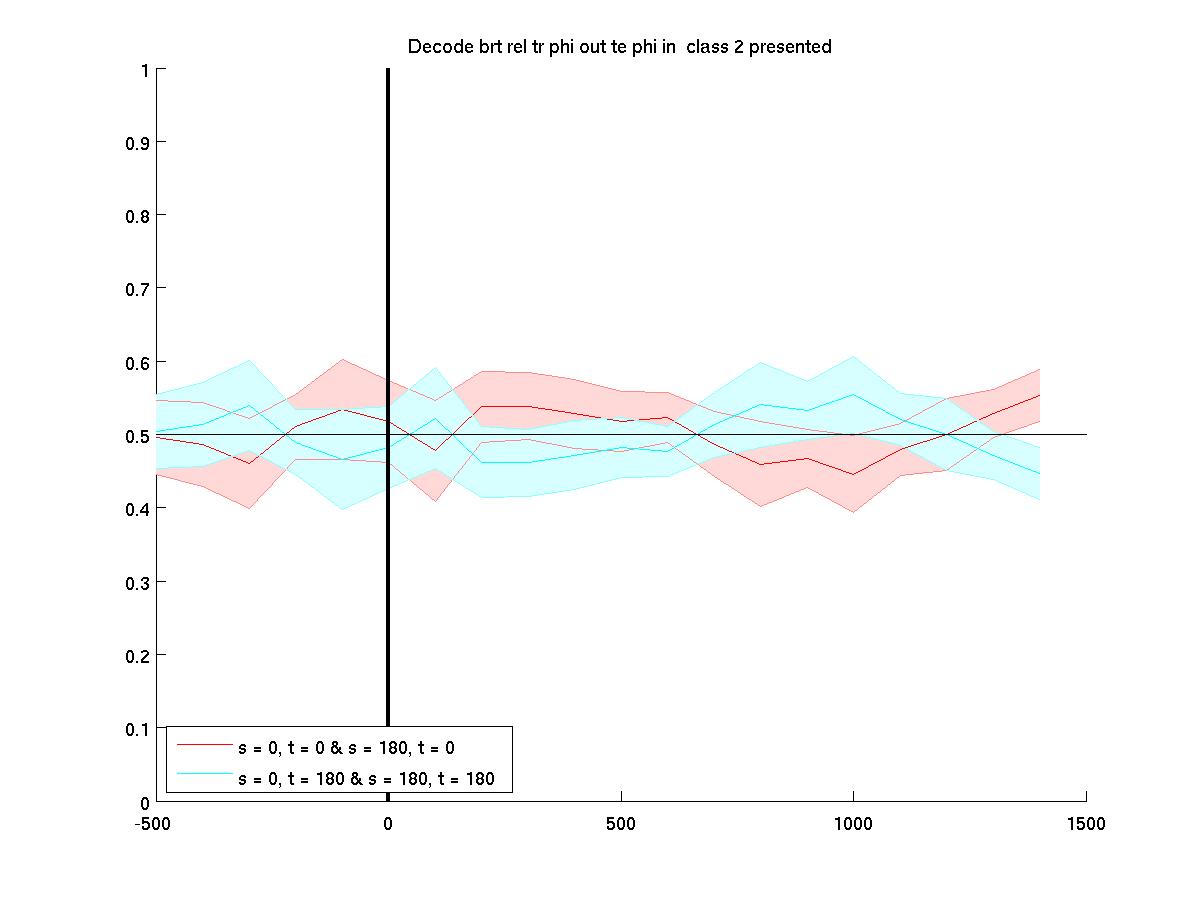 Decode brt rel tr phi out te phi in  class 2 presented
1
0.9
0.8
0.7
0.6
0.5
0.4
0.3
0.2
0.1
0
s = 0, t = 0 & s = 180, t = 0
s = 0, t = 180 & s = 180, t = 180
-500 0 500 1000 1500